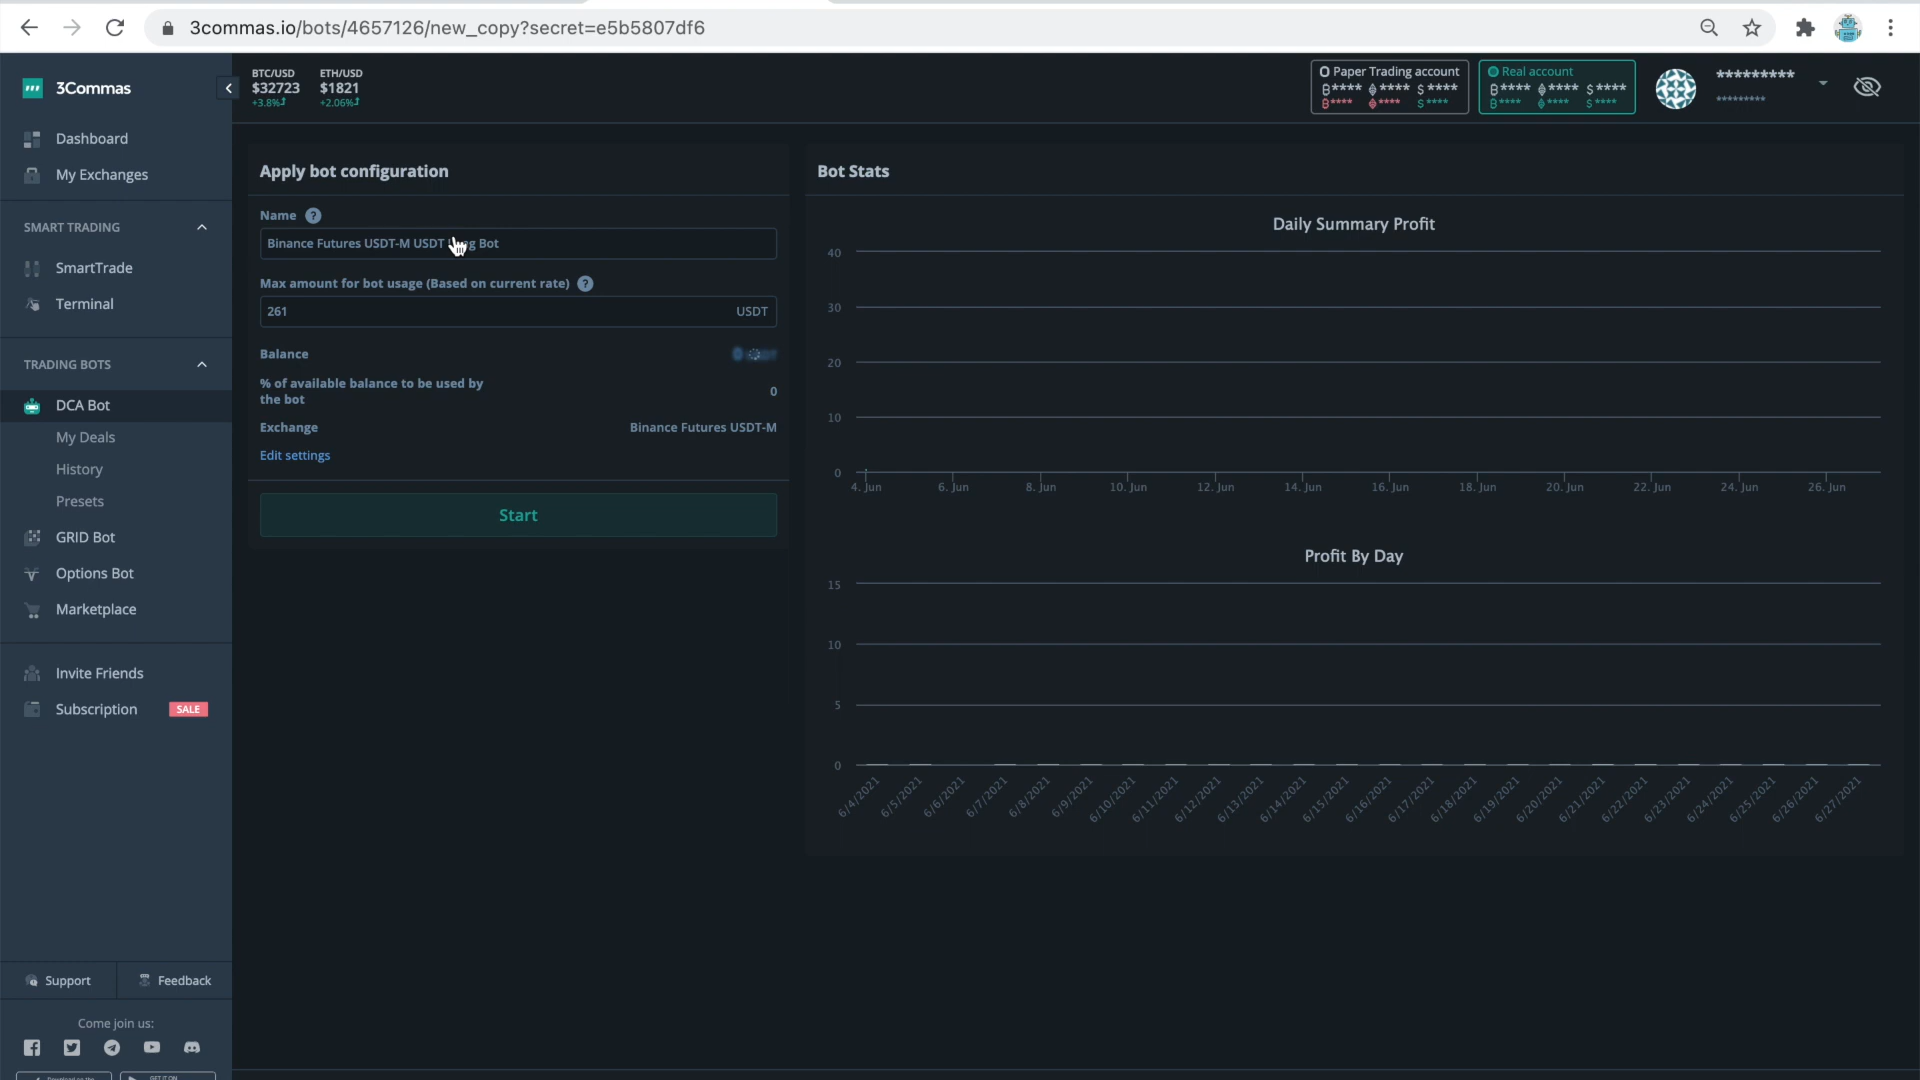 3commas.io/bots/4657126/new_copy?secret=e5b5807df6
3Commas
BTC/USD
$32723
+3.8%
ETH/USD
$1821
+2.06%
Paper Trading account
**** **** $ ****
**** **** $ ****
Real account
**** **** $ ****
**** **** $ ****
*********
*********
Dashboard
My Exchanges
SMART TRADING
SmartTrade
Terminal
TRADING BOTS
DCA Bot
My Deals
History
Presets
GRID Bot
Options Bot
Marketplace
Invite Friends
Subscription SALE
Support Feedback
Come join us:
GET IT ON
Apply bot configuration
Name ?
Binance Futures USDT-M USDT Bot
Max amount for bot usage (Based on current rate) ?
261 USDT
Balance
% of available balance to be used by
the bot
0
Exchange Binance Futures USDT-M
Edit settings
Start
Bot Stats
Daily Summary Profit
40
30
20
10
0
4. Jun 6. Jun 8. Jun 10. Jun 12. Jun 14. Jun 16. Jun 18. Jun 20. Jun 22. Jun 24. Jun 26. Jun
Profit By Day
15
10
5
0
6/4/2021 6/5/2021 6/6/2021 6/7/2021 6/8/2021 6/9/2021 6/10/2021 6/11/2021 6/12/2021 6/13/2021 6/14/2021 6/15/2021 6/16/2021 6/17/2021 6/18/2021 6/19/2021 6/20/2021 6/21/2021 6/22/2021 6/23/2021 6/24/2021 6/25/2021 6/26/2021 6/27/2021